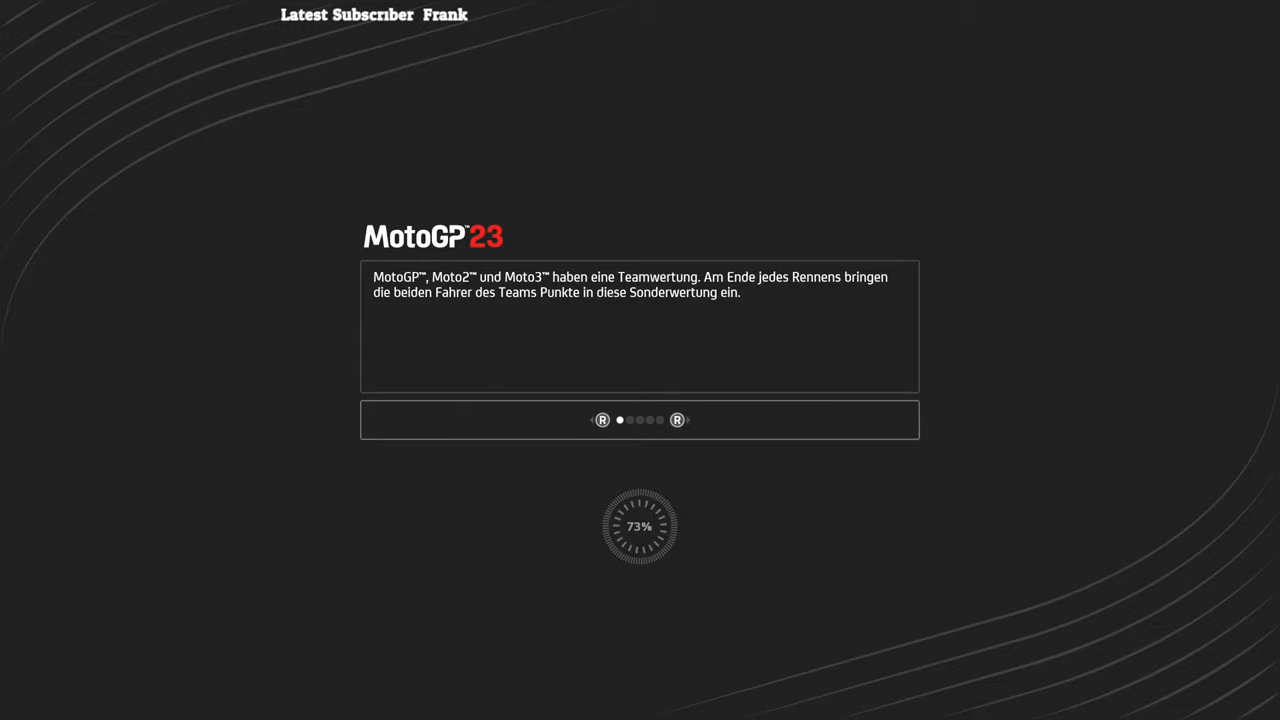 Latest Subscriber Frank
MotoGP™23
MotoGP™, Moto2™ und Moto3™ haben eine Teamwertung. Am Ende jedes Rennens bringen
die beiden Fahrer des Teams Punkte in diese Sonderwertung ein.
R R
73%